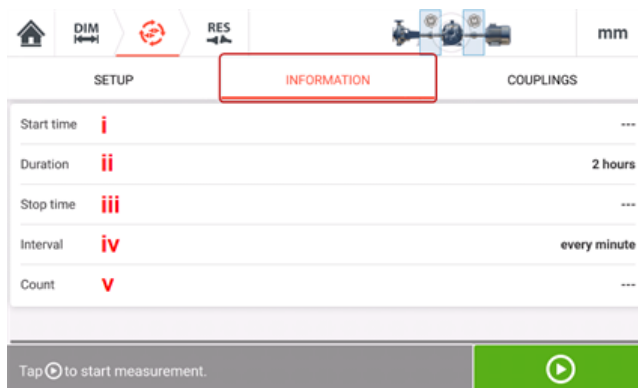 DIM RES mm
SETUP INFORMATION COUPLINGS
Start time i ---
Duration ii 2 hours
Stop time iii ---
Interval iv every minute
Count v ---
Tap to start measurement.